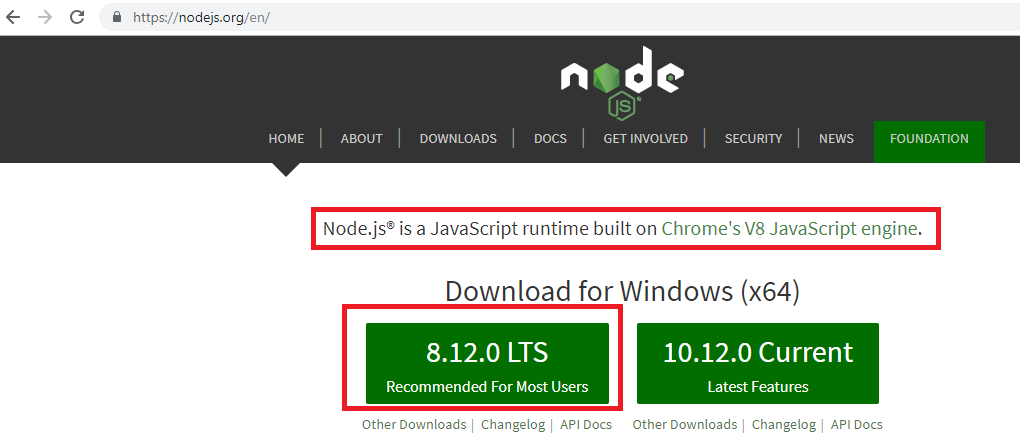 https://nodejs.org/en/
node
JS
HOME | ABOUT | DOWNLOADS | DOCS | GET INVOLVED | SECURITY | NEWS FOUNDATION
Node.js® is a JavaScript runtime built on Chrome's V8 JavaScript engine.
Download for Windows (x64)
8.12.0 LTS
Recommended For Most Users
10.12.0 Current
Latest Features
Other Downloads | Changelog | API Docs
Other Downloads | Changelog | API Docs